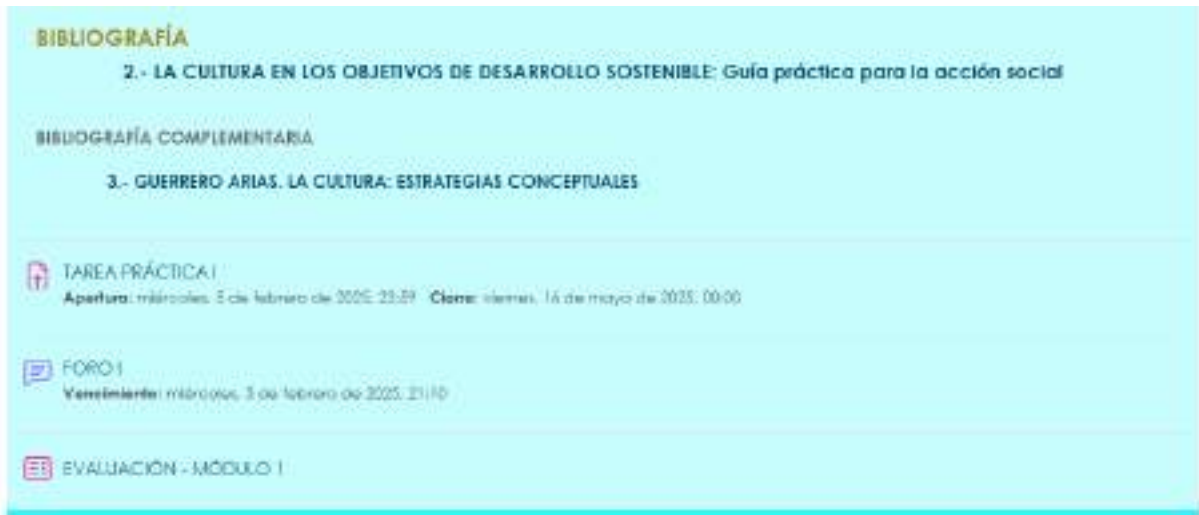 BIBLIOGRAFÍA
2.- LA CULTURA EN LOS OBJETIVOS DE DESARROLLO SOSTENIBLE: Guía práctica para la acción social
BIBLIOGRAFÍA COMPLEMENTARIA
3.- GUERRERO ARIAS. LA CULTURA: ESTRATEGIAS CONCEPTUALES
TAREA PRÁCTICA I
Apertura: miércoles, 5 de febrero de 2025, 23:59 Cierre: viernes, 16 de mayo de 2025, 00:00
FORO I
Vencimiento: miércoles, 5 de febrero de 2025, 21:10
EVALUACIÓN - MÓDULO 1